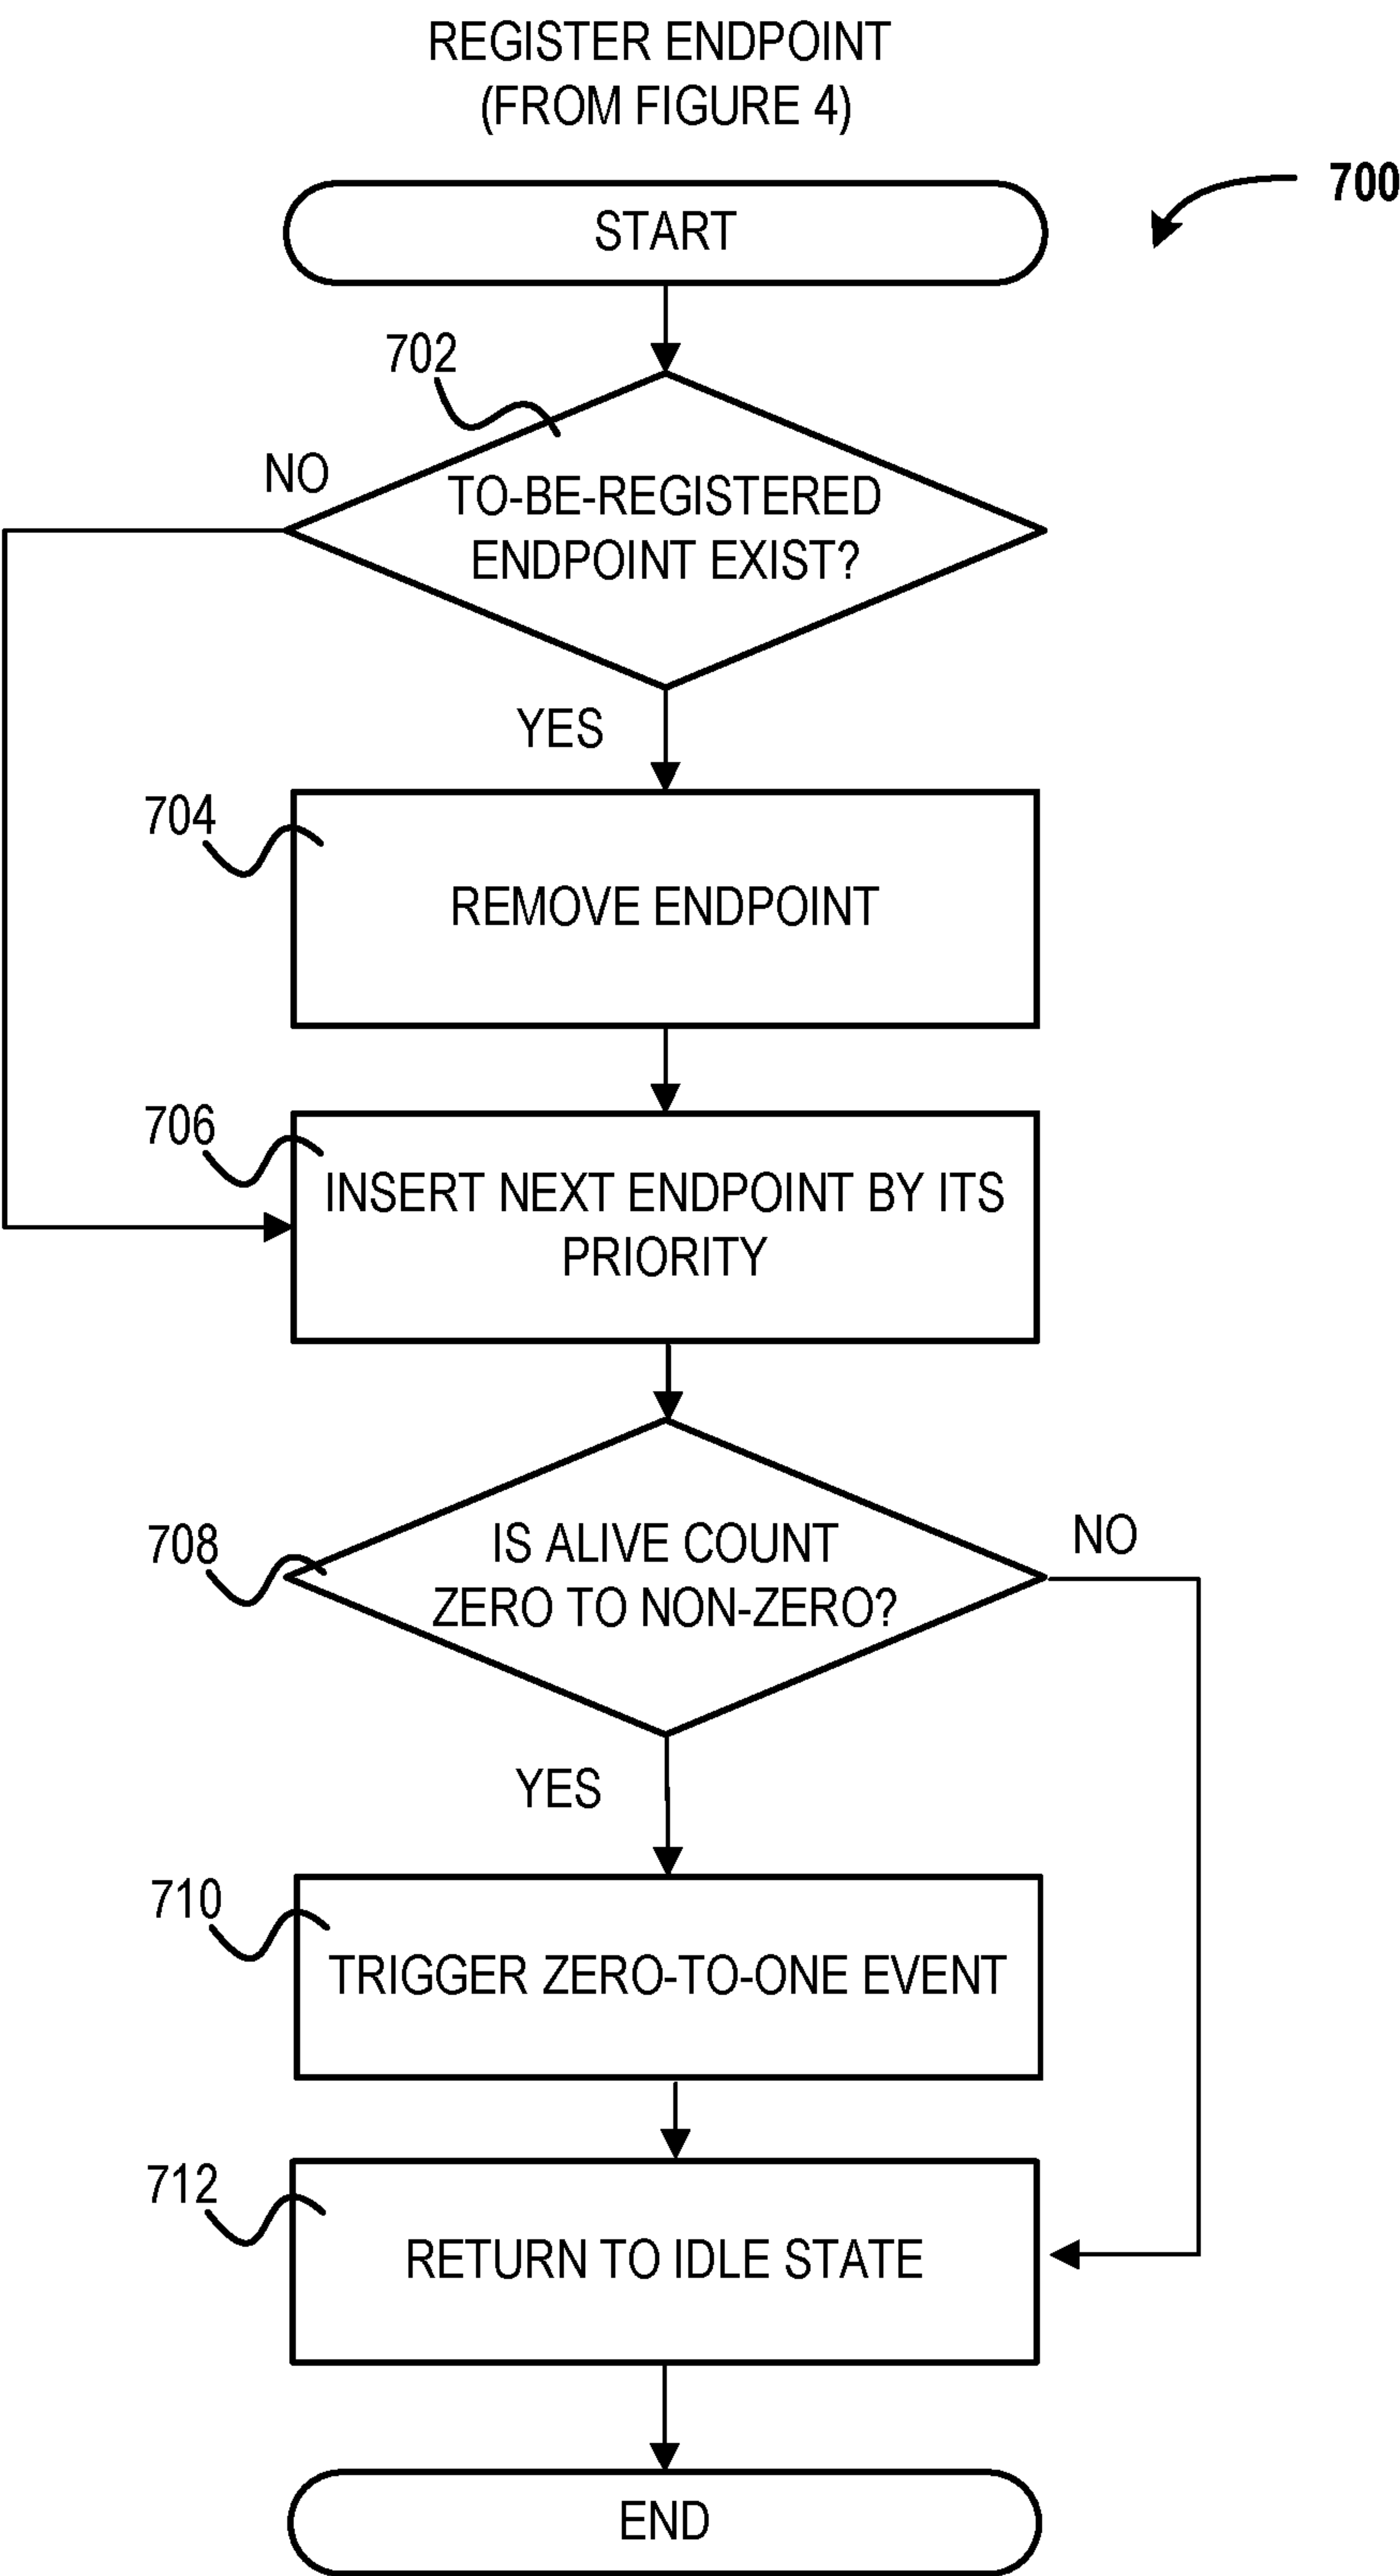 REGISTER ENDPOINT
(FROM FIGURE 4)
700
START
702
NO
TO-BE-REGISTERED
ENDPOINT EXIST?
YES
704
REMOVE ENDPOINT
706
INSERT NEXT ENDPOINT BY ITS
PRIORITY
708
IS ALIVE COUNT
ZERO TO NON-ZERO?
NO
YES
710
TRIGGER ZERO-TO-ONE EVENT
712
RETURN TO IDLE STATE
END